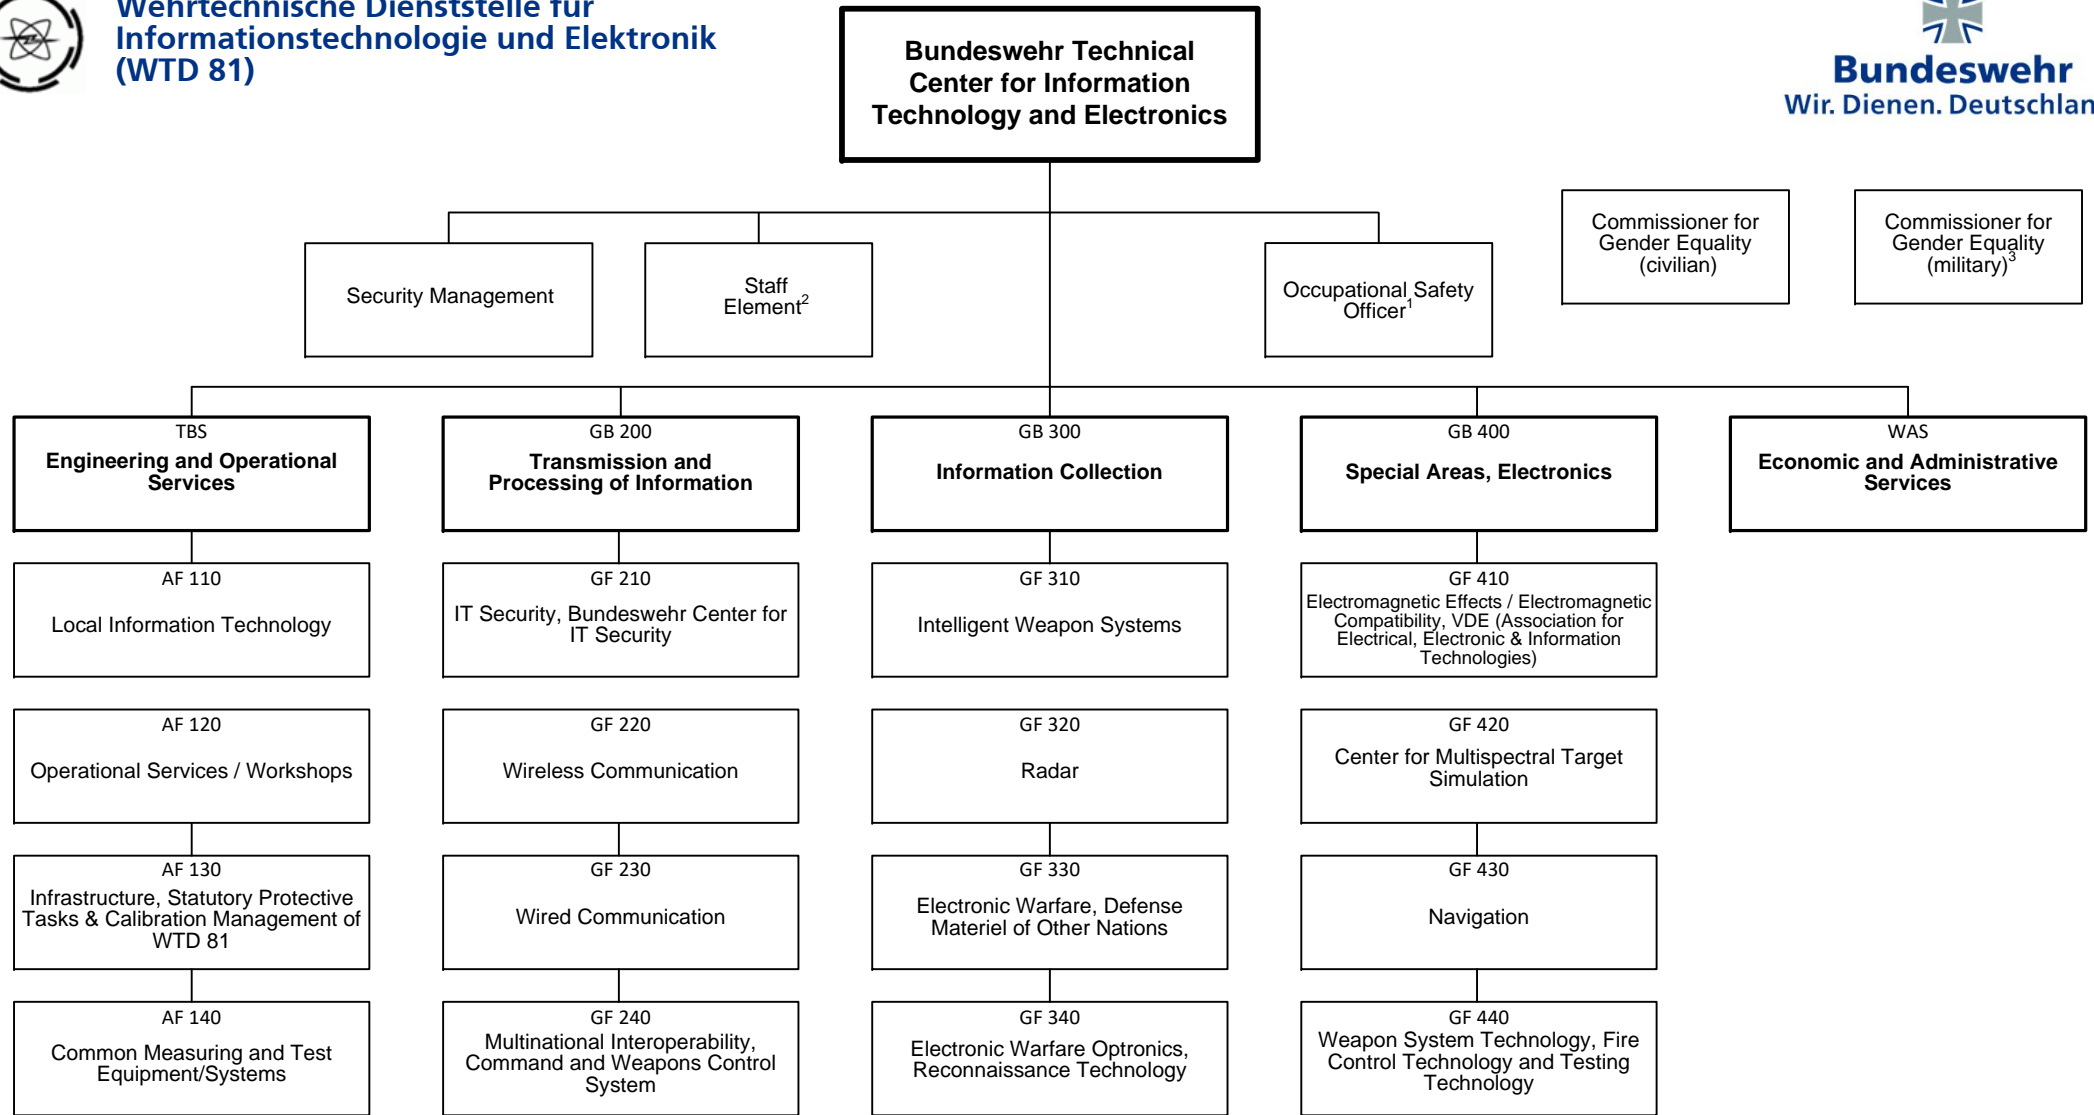 Wehrtechnische Dienststelle für
Informationstechnologie und Elektronik
(WTD 81)
Bundeswehr Technical
Center for Information
Technology and Electronics
Bundeswehr
Wir. Dienen. Deutschlan
Security Management
Staff
Element²
Occupational Safety
Officer¹
Commissioner for
Gender Equality
(civilian)
Commissioner for
Gender Equality
(military)³
TBS
Engineering and Operational
Services
GB 200
Transmission and
Processing of Information
GB 300
Information Collection
GB 400
Special Areas, Electronics
WAS
Economic and Administrative
Services
AF 110
Local Information Technology
GF 210
IT Security, Bundeswehr Center for
IT Security
GF 310
Intelligent Weapon Systems
GF 410
Electromagnetic Effects / Electromagnetic
Compatibility, VDE (Association for
Electrical, Electronic & Information
Technologies)
AF 120
Operational Services / Workshops
GF 220
Wireless Communication
GF 320
Radar
GF 420
Center for Multispectral Target
Simulation
AF 130
Infrastructure, Statutory Protective
Tasks & Calibration Management of
WTD 81
GF 230
Wired Communication
GF 330
Electronic Warfare, Defense
Materiel of Other Nations
GF 430
Navigation
AF 140
Common Measuring and Test
Equipment/Systems
GF 240
Multinational Interoperability,
Command and Weapons Control
System
GF 340
Electronic Warfare Optronics,
Reconnaissance Technology
GF 440
Weapon System Technology, Fire
Control Technology and Testing
Technology